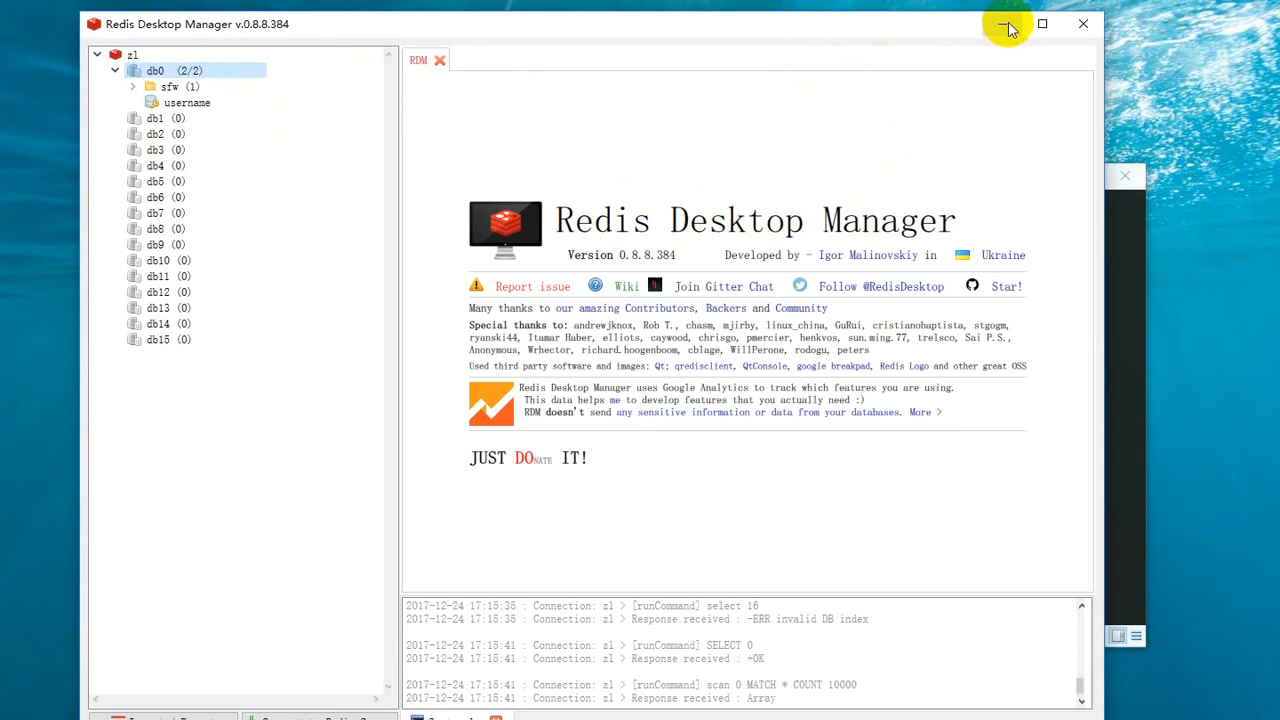 Redis Desktop Manager v.0.8.8.384
zl
db0 (2/2)
sfw (1)
username
db1 (0)
db2 (0)
db3 (0)
db4 (0)
db5 (0)
db6 (0)
db7 (0)
db8 (0)
db9 (0)
db10 (0)
db11 (0)
db12 (0)
db13 (0)
db14 (0)
db15 (0)
RDM
Redis Desktop Manager
Version 0.8.8.384 Developed by - Igor Malinovskiy in Ukraine
Report issue Wiki Join Gitter Chat Follow @RedisDesktop Star!
Many thanks to our amazing Contributors, Backers and Community
Special thanks to: andrewjknox, Rob T., chasm, mjirby, linux_china, GuRui, cristianobaptista, stgogm,
ryanski44, Itamar Haber, elliots, caywood, chrisgo, pmercier, henkvos, sun.ming.77, trelsco, Sai P.S.,
Anonymous, Wrhector, richard.hoogenboom, cblage, WillPerone, rodogu, peters
Used third party software and images: Qt; qredisclient, QtConsole, google breakpad, Redis Logo and other great OSS
Redis Desktop Manager uses Google Analytics to track which features you are using.
This data helps me to develop features that you actually need :)
RDM doesn't send any sensitive information or data from your databases. More >
JUST DONATE IT!
2017-12-24 17:15:35 : Connection: zl > [runCommand] select 16
2017-12-24 17:15:35 : Connection: zl > Response received : -ERR invalid DB index
2017-12-24 17:15:41 : Connection: zl > [runCommand] SELECT 0
2017-12-24 17:15:41 : Connection: zl > Response received : +OK
2017-12-24 17:15:41 : Connection: zl > [runCommand] scan 0 MATCH * COUNT 10000
2017-12-24 17:15:41 : Connection: zl > Response received : Array